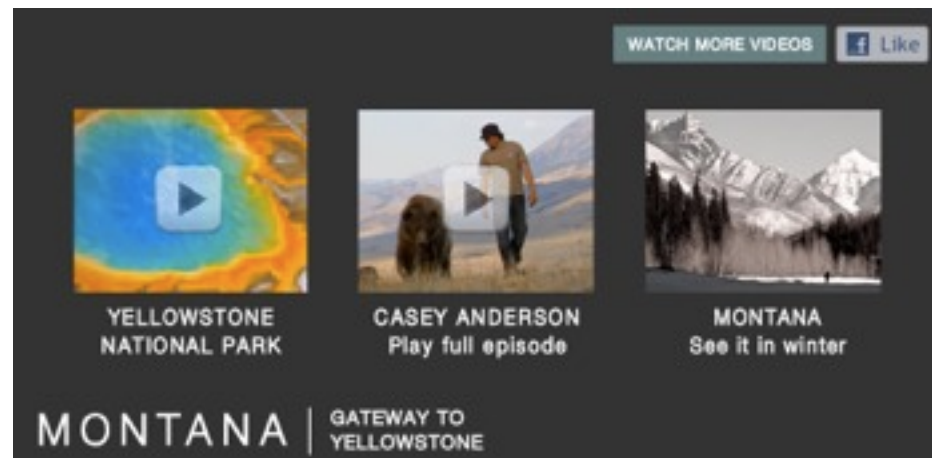 WATCH MORE VIDEOS
f Like
YELLOWSTONE
NATIONAL PARK
CASEY ANDERSON
Play full episode
MONTANA
See it in winter
MONTANA
GATEWAY TO
YELLOWSTONE